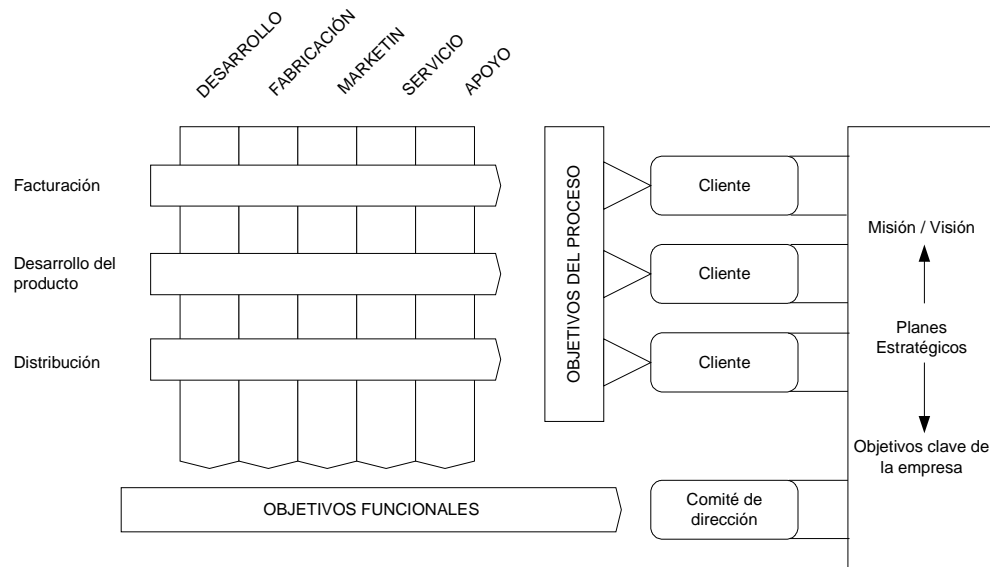 DESARROLLO
FABRICACIÓN
MARKETIN
SERVICIO
APOYO
Facturación
Desarrollo del
producto
Distribución
OBJETIVOS DEL PROCESO
Cliente
Cliente
Cliente
Misión / Visión
Planes
Estratégicos
Objetivos clave de
la empresa
OBJETIVOS FUNCIONALES
Comité de
dirección